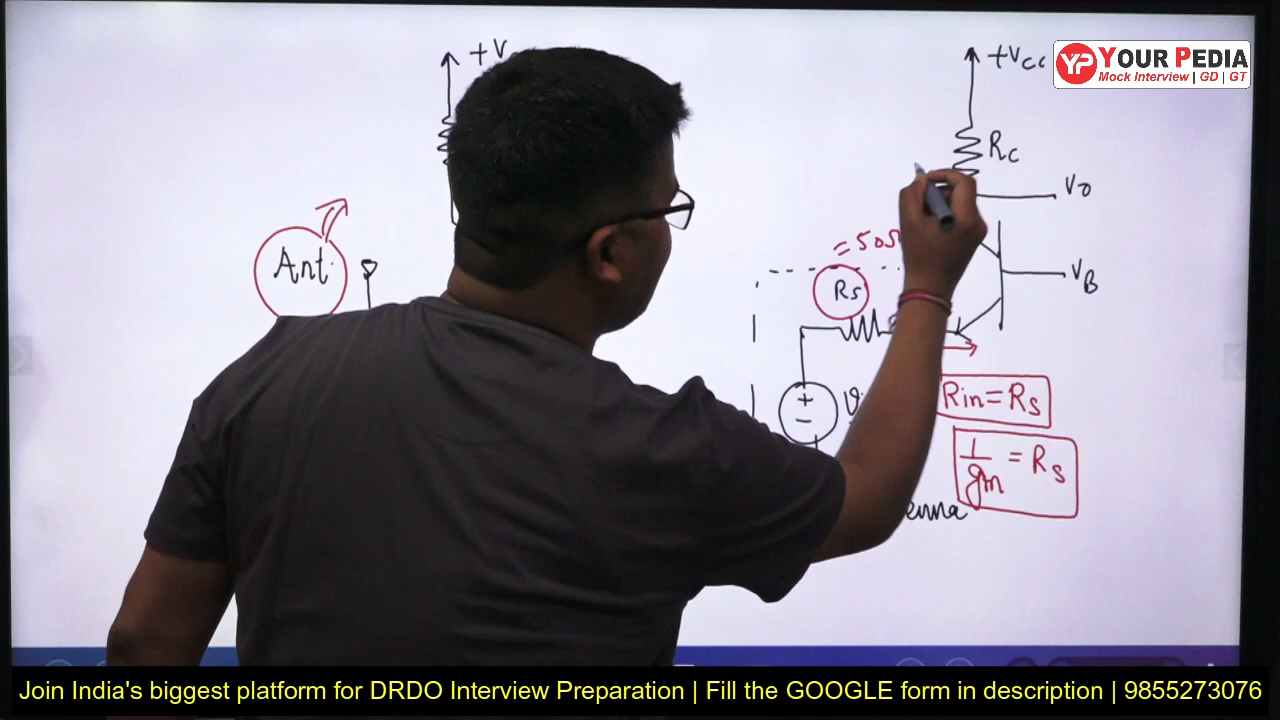 +V
+Vcc
YP YOUR PEDIA
Mock Interview | GD | GT
Rc
Vo
= 50Ω
Ant.
VB
Rs
+
−
Rin = Rs
1/gm = Rs
Join India's biggest platform for DRDO Interview Preparation | Fill the GOOGLE form in description | 9855273076